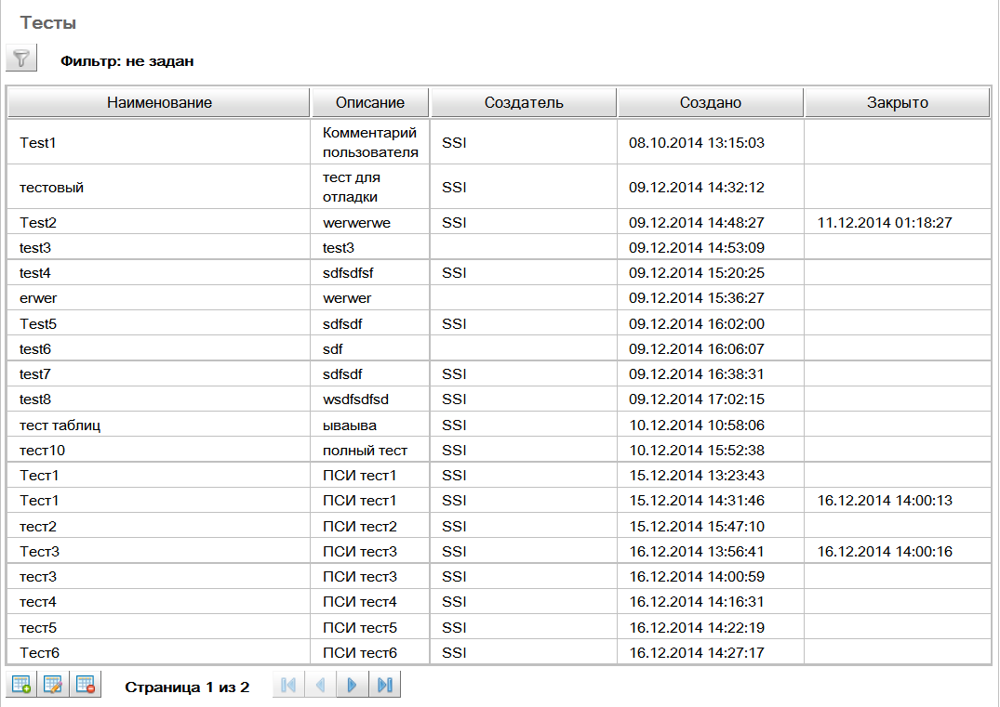 Тесты
Фильтр: не задан
Наименование Описание Создатель Создано Закрыто
Test1 Комментарий пользователя SSI 08.10.2014 13:15:03
тестовый тест для отладки SSI 09.12.2014 14:32:12
Test2 werwerwe SSI 09.12.2014 14:48:27 11.12.2014 01:18:27
test3 test3 09.12.2014 14:53:09
test4 sdfsdfsf SSI 09.12.2014 15:20:25
erwer werwer 09.12.2014 15:36:27
Test5 sdfsdf SSI 09.12.2014 16:02:00
test6 sdf 09.12.2014 16:06:07
test7 sdfsdf SSI 09.12.2014 16:38:31
test8 wsdfsdfsd SSI 09.12.2014 17:02:15
тест таблиц ываыва SSI 10.12.2014 10:58:06
тест10 полный тест SSI 10.12.2014 15:52:38
Тест1 ПСИ тест1 SSI 15.12.2014 13:23:43
Тест1 ПСИ тест1 SSI 15.12.2014 14:31:46 16.12.2014 14:00:13
тест2 ПСИ тест2 SSI 15.12.2014 15:47:10
Тест3 ПСИ тест3 SSI 16.12.2014 13:56:41 16.12.2014 14:00:16
тест3 ПСИ тест3 SSI 16.12.2014 14:00:59
тест4 ПСИ тест4 SSI 16.12.2014 14:16:31
тест5 ПСИ тест5 SSI 16.12.2014 14:22:19
Тест6 ПСИ тест6 SSI 16.12.2014 14:27:17
Страница 1 из 2